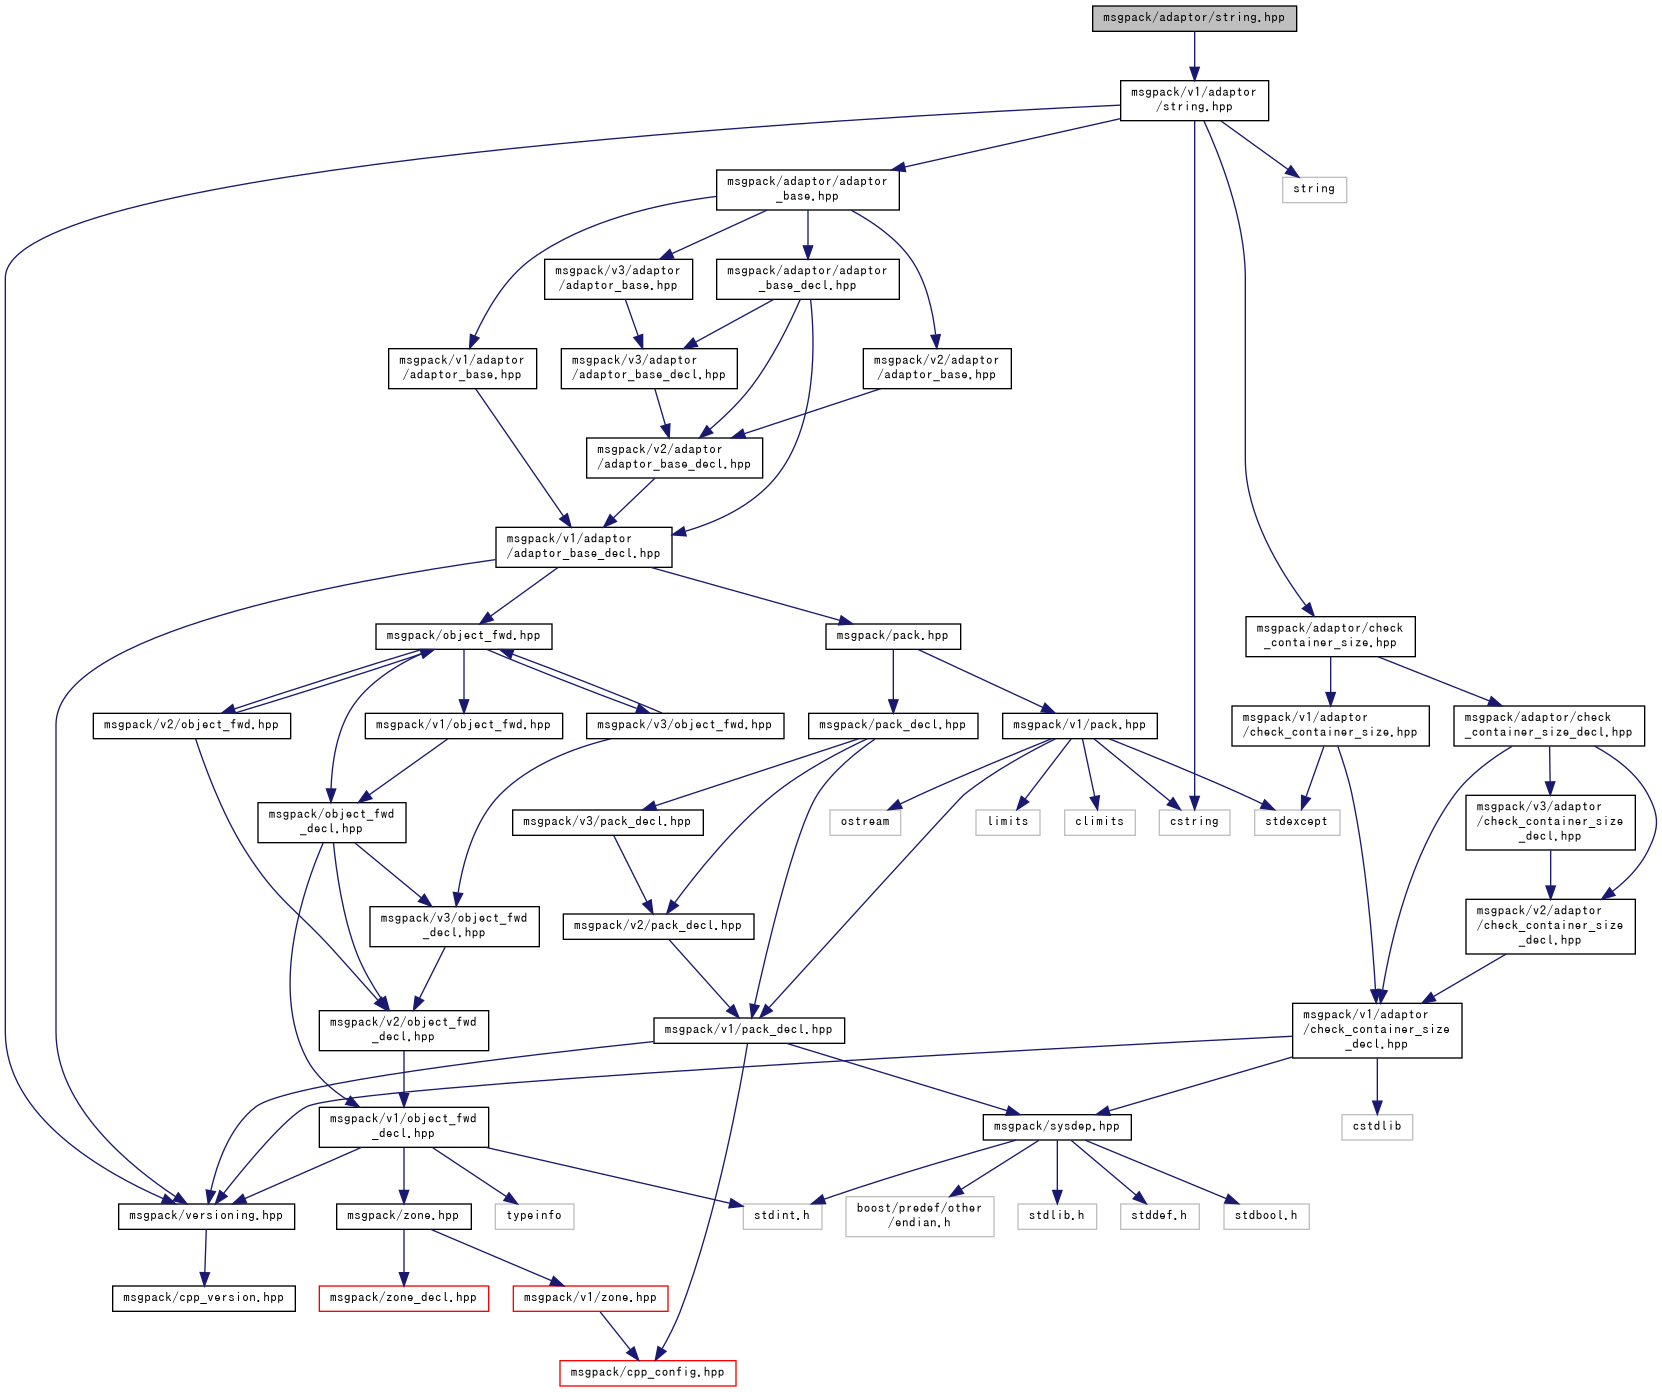 msgpack/adaptor/string.hpp
msgpack/v1/adaptor
/string.hpp
msgpack/adaptor/adaptor
_base.hpp
string
msgpack/v3/adaptor
/adaptor_base.hpp
msgpack/adaptor/adaptor
_base_decl.hpp
msgpack/v1/adaptor
/adaptor_base.hpp
msgpack/v3/adaptor
/adaptor_base_decl.hpp
msgpack/v2/adaptor
/adaptor_base.hpp
msgpack/v2/adaptor
/adaptor_base_decl.hpp
msgpack/v1/adaptor
/adaptor_base_decl.hpp
msgpack/object_fwd.hpp
msgpack/pack.hpp
msgpack/adaptor/check
_container_size.hpp
msgpack/v2/object_fwd.hpp
msgpack/v1/object_fwd.hpp
msgpack/v3/object_fwd.hpp
msgpack/pack_decl.hpp
msgpack/v1/pack.hpp
msgpack/v1/adaptor
/check_container_size.hpp
msgpack/adaptor/check
_container_size_decl.hpp
msgpack/object_fwd
_decl.hpp
msgpack/v3/pack_decl.hpp
ostream
limits
climits
cstring
stdexcept
msgpack/v3/adaptor
/check_container_size
_decl.hpp
msgpack/v3/object_fwd
_decl.hpp
msgpack/v2/pack_decl.hpp
msgpack/v2/adaptor
/check_container_size
_decl.hpp
msgpack/v2/object_fwd
_decl.hpp
msgpack/v1/pack_decl.hpp
msgpack/v1/adaptor
/check_container_size
_decl.hpp
msgpack/v1/object_fwd
_decl.hpp
msgpack/sysdep.hpp
cstdlib
msgpack/versioning.hpp
msgpack/zone.hpp
typeinfo
stdint.h
boost/predef/other
/endian.h
stdlib.h
stddef.h
stdbool.h
msgpack/cpp_version.hpp
msgpack/zone_decl.hpp
msgpack/v1/zone.hpp
msgpack/cpp_config.hpp